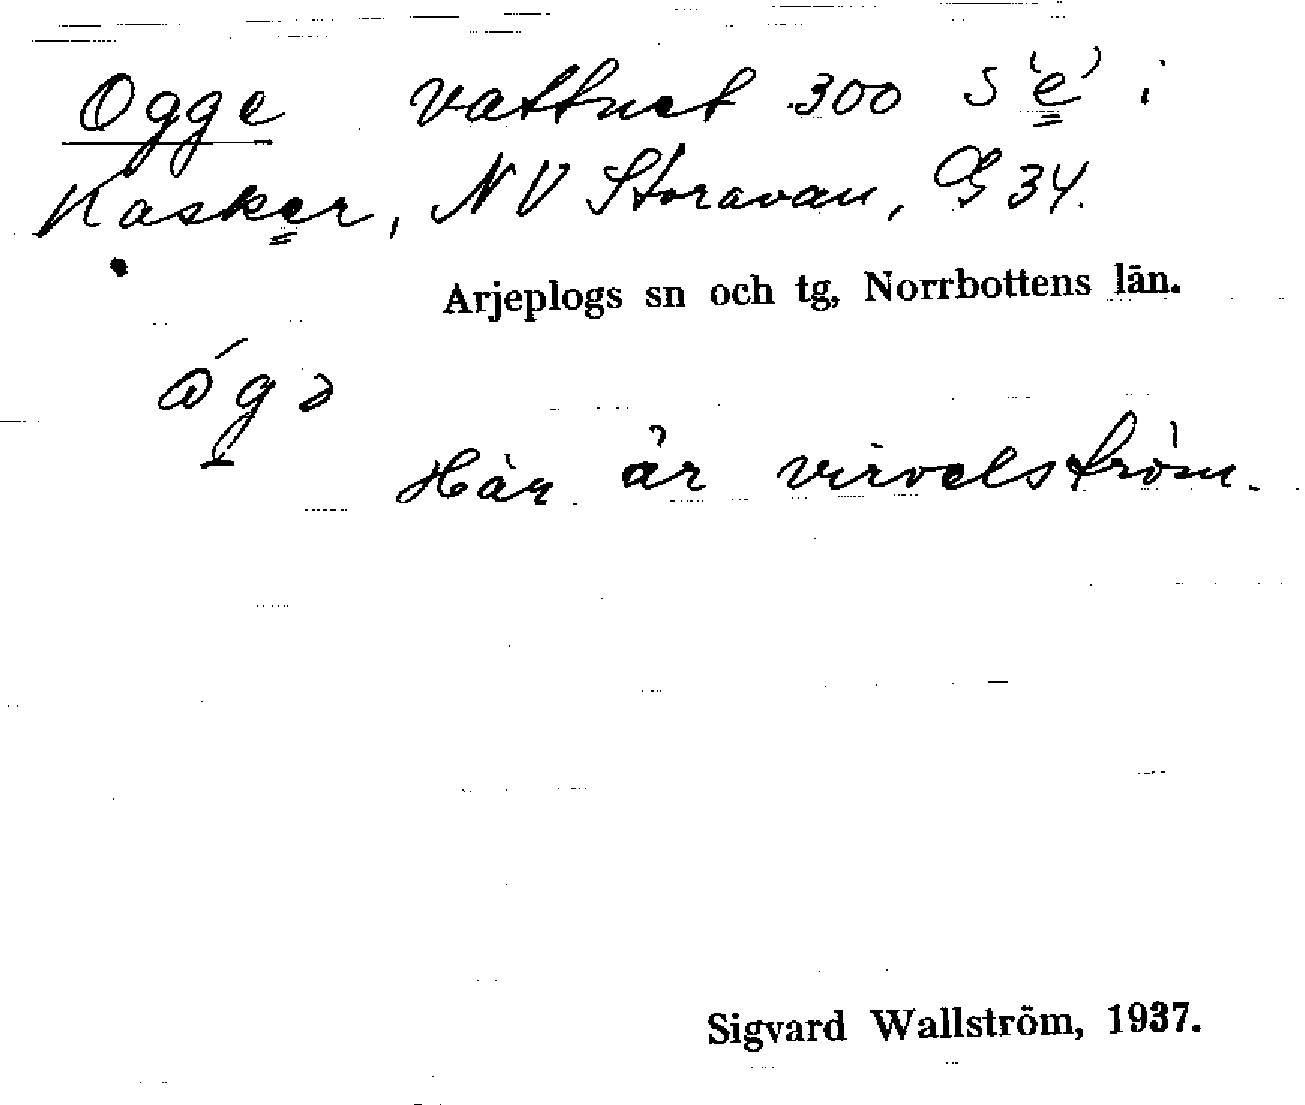 Ogge vattnet 300 S 'e' i
Kasker, NV Storavan, G 34.
Arjeplogs sn och tg, Norrbottens län.
Här är virvelström.
Sigvard Wallström, 1937.